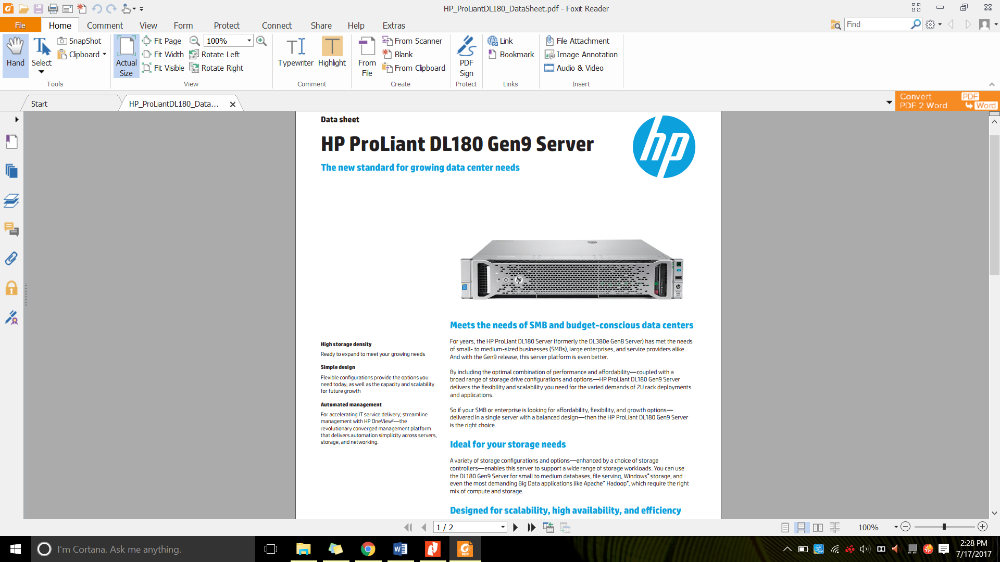 HP_ProLiantDL180_DataSheet.pdf - Foxit Reader
File Home Comment View Form Protect Connect Share Help Extras
Find
Hand
Select
SnapShot
Clipboard
Tools
Actual
Size
Fit Page
Fit Width
Fit Visible
100%
Rotate Left
Rotate Right
View
Typewriter
Highlight
Comment
From
File
From Scanner
Blank
From Clipboard
Create
PDF
Sign
Protect
Link
Bookmark
Links
File Attachment
Image Annotation
Audio & Video
Insert
Start
HP_ProLiantDL180_Data...
Convert
PDF 2 Word
PDF
Word
Data sheet
HP ProLiant DL180 Gen9 Server
The new standard for growing data center needs
hp
hp
High storage density
Ready to expand to meet your growing needs
Simple design
Flexible configurations provide the options you
need today, as well as the capacity and scalability
for future growth
Automated management
For accelerating IT service delivery; streamline
management with HP OneView²—the
revolutionary converged management platform
that delivers automation simplicity across servers,
storage, and networking.
Meets the needs of SMB and budget-conscious data centers
For years, the HP ProLiant DL180 Server (formerly the DL380e Gen8 Server) has met the needs
of small- to medium-sized businesses (SMBs), large enterprises, and service providers alike.
And with the Gen9 release, this server platform is even better.
By including the optimal combination of performance and affordability—coupled with a
broad range of storage drive configurations and options—HP ProLiant DL180 Gen9 Server
delivers the flexibility and scalability you need for the varied demands of 2U rack deployments
and applications.
So if your SMB or enterprise is looking for affordability, flexibility, and growth options—
delivered in a single server with a balanced design—then the HP ProLiant DL180 Gen9 Server
is the right choice.
Ideal for your storage needs
A variety of storage configurations and options—enhanced by a choice of storage
controllers—enables this server to support a wide range of storage workloads. You can use
the DL180 Gen9 Server for small to medium databases, file serving, Windows® storage, and
even the most demanding Big Data applications like Apache™ Hadoop®, which require the right
mix of compute and storage.
Designed for scalability, high availability, and efficiency
1 / 2
100%
I'm Cortana. Ask me anything.
2:28 PM
7/17/2017